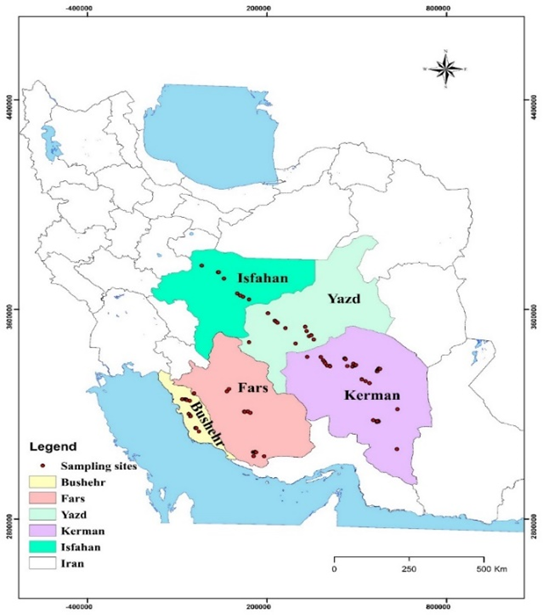 -400000 200000 800000
N
W E
S
4400000 4400000
Isfahan
Yazd
3600000 3600000
Fars
Kerman
Bushehr
Legend
Sampling sites
Bushehr
Fars
Yazd
Kerman
Isfahan
Iran
2800000 2800000
0 250 500 Km
-400000 200000 800000